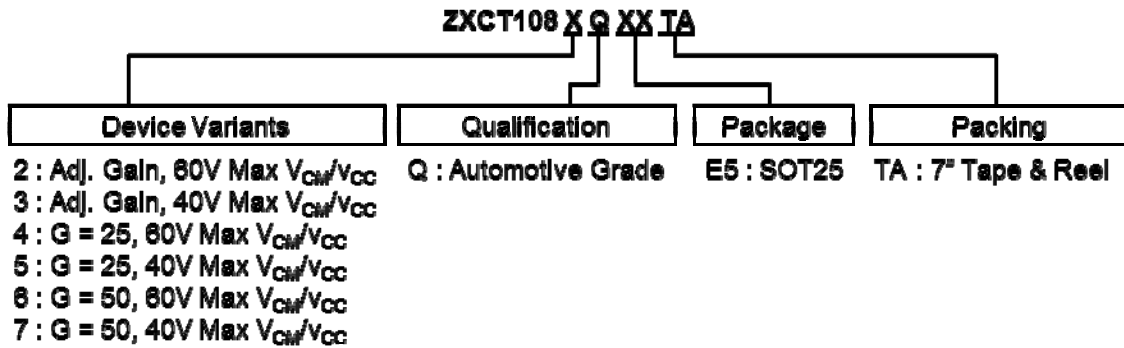 ZXCT108 X Q XX TA
Device Variants
2 : Adj. Gain, 60V Max VCM/vCC
3 : Adj. Gain, 40V Max VCM/vCC
4 : G = 25, 60V Max VCM/vCC
5 : G = 25, 40V Max VCM/vCC
6 : G = 50, 60V Max VCM/vCC
7 : G = 50, 40V Max VCM/vCC
Qualification
Q : Automotive Grade
Package
E5 : SOT25
Packing
TA : 7" Tape & Reel